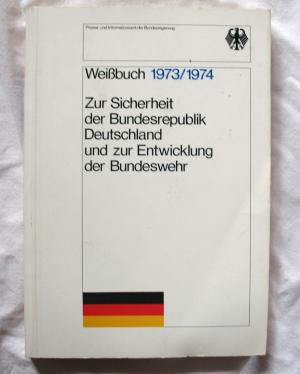 Presse- und Informationsamt der Bundesregierung
Weißbuch 1973/1974
Zur Sicherheit
der Bundesrepublik
Deutschland
und zur Entwicklung
der Bundeswehr